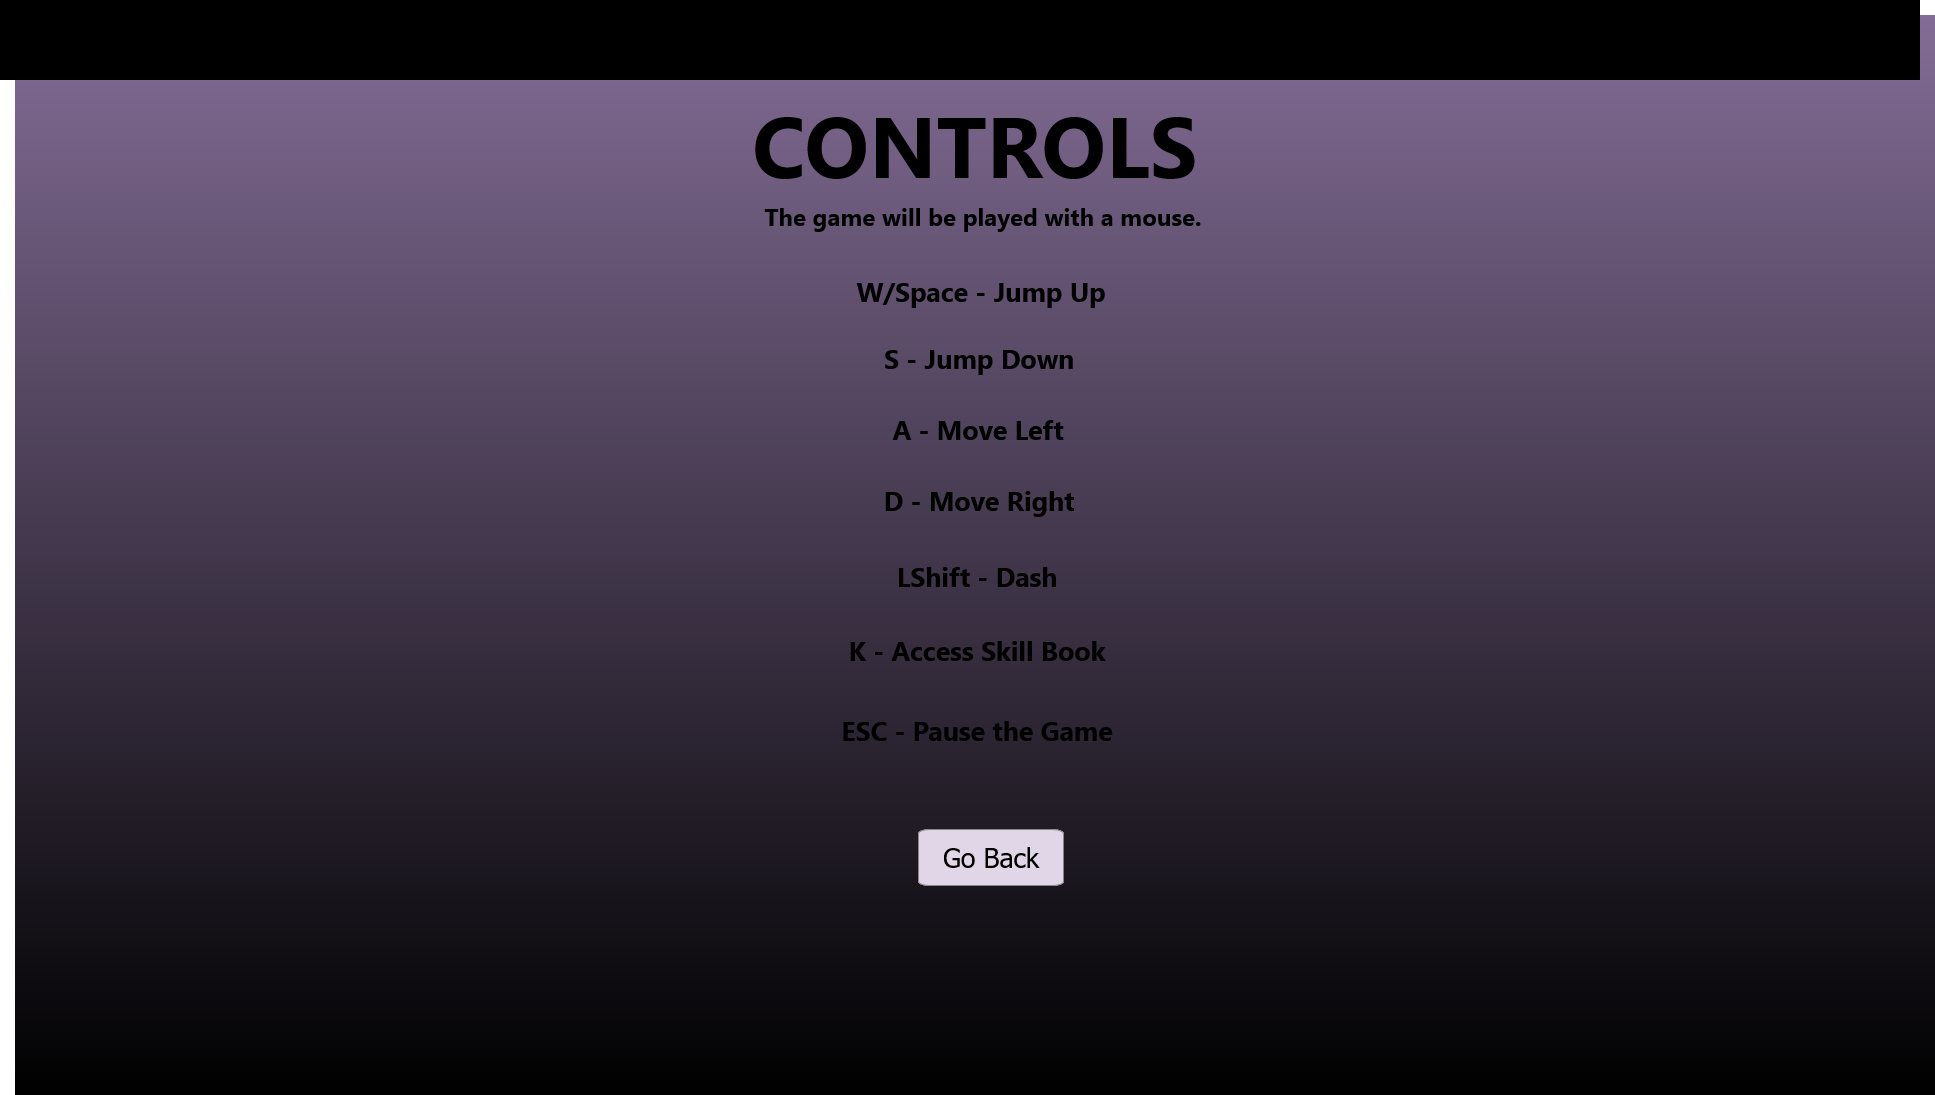 CONTROLS
The game will be played with a mouse.
W/Space - Jump Up
S - Jump Down
A - Move Left
D - Move Right
LShift - Dash
K - Access Skill Book
ESC - Pause the Game
Go Back